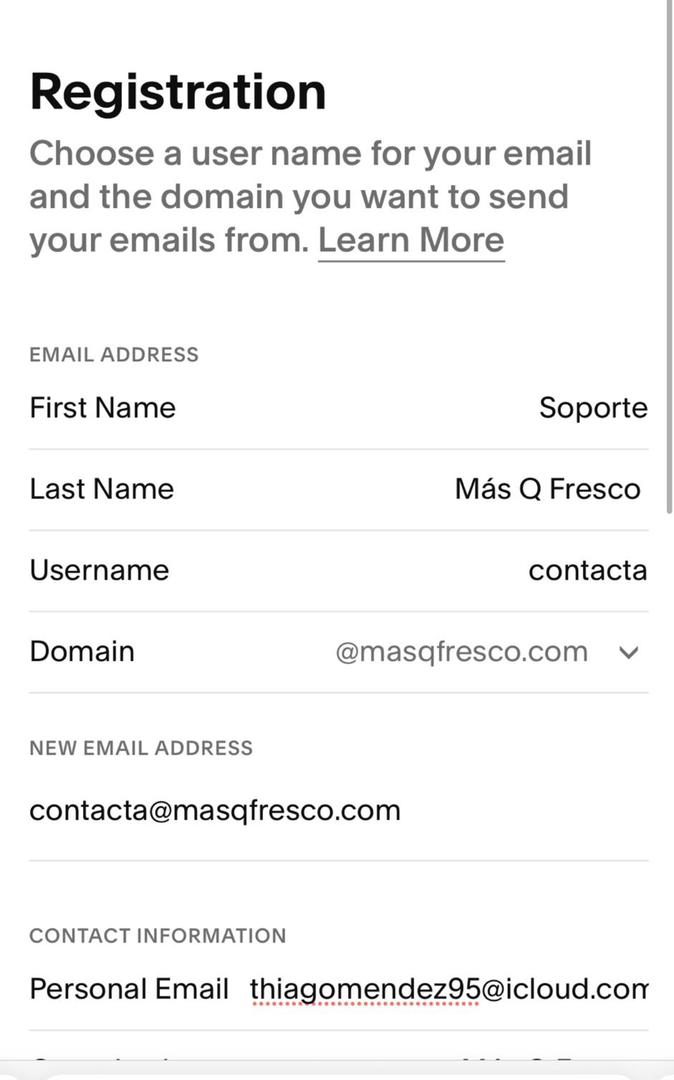 Registration
Choose a user name for your email
and the domain you want to send
your emails from. Learn More
EMAIL ADDRESS
First Name Soporte
Last Name Más Q Fresco
Username contacta
Domain @masqfresco.com
NEW EMAIL ADDRESS
contacta@masqfresco.com
CONTACT INFORMATION
Personal Email thiagomendez95@icloud.com